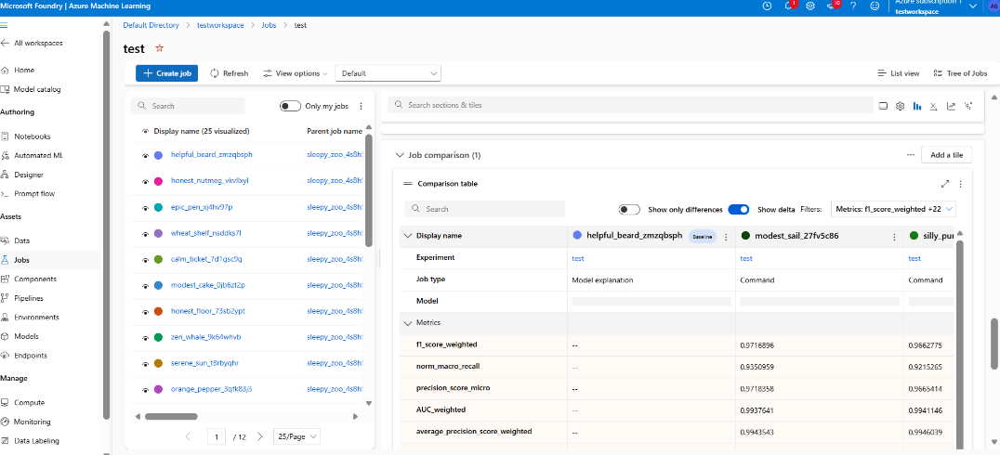 Microsoft Foundry | Azure Machine Learning
1
10
Azure subscription 1
testworkspace
AG
All workspaces
Home
Model catalog
Authoring
Notebooks
Automated ML
Designer
Prompt flow
Assets
Data
Jobs
Components
Pipelines
Environments
Models
Endpoints
Manage
Compute
Monitoring
Data Labeling
Default Directory > testworkspace > Jobs > test
test
Create job
Refresh
View options
Default
List view
Tree of Jobs
Search
Only my jobs
Display name (25 visualized) Parent job name
helpful_beard_zmzqbsph sleepy_zoo_4s8h
honest_nutmeg_vkvllxyl sleepy_zoo_4s8h
epic_pen_xj4hv97p sleepy_zoo_4s8h
wheat_shelf_nsddks7l sleepy_zoo_4s8h
calm_ticket_7d1gsc9g sleepy_zoo_4s8h
modest_cake_0jb6zt2p sleepy_zoo_4s8h
honest_floor_73sb2ypt sleepy_zoo_4s8h
zen_whale_9k64whvb sleepy_zoo_4s8h
serene_sun_t8rbyqhr sleepy_zoo_4s8h
orange_pepper_3qfk83j3 sleepy_zoo_4s8h
1 / 12 25/Page
Search sections & tiles
Job comparison (1)
Add a tile
Comparison table
Search
Show only differences
Show delta
Filters:
Metrics: f1_score_weighted +22
Display name helpful_beard_zmzqbsph Baseline modest_sail_27fv5c86 silly_pu
Experiment test test test
Job type Model explanation Command Command
Model
Metrics
f1_score_weighted -- 0.9716896 0.9662775
norm_macro_recall -- 0.9350959 0.9215265
precision_score_micro -- 0.9718358 0.9665414
AUC_weighted -- 0.9937641 0.9941146
average_precision_score_weighted -- 0.9943543 0.9946039